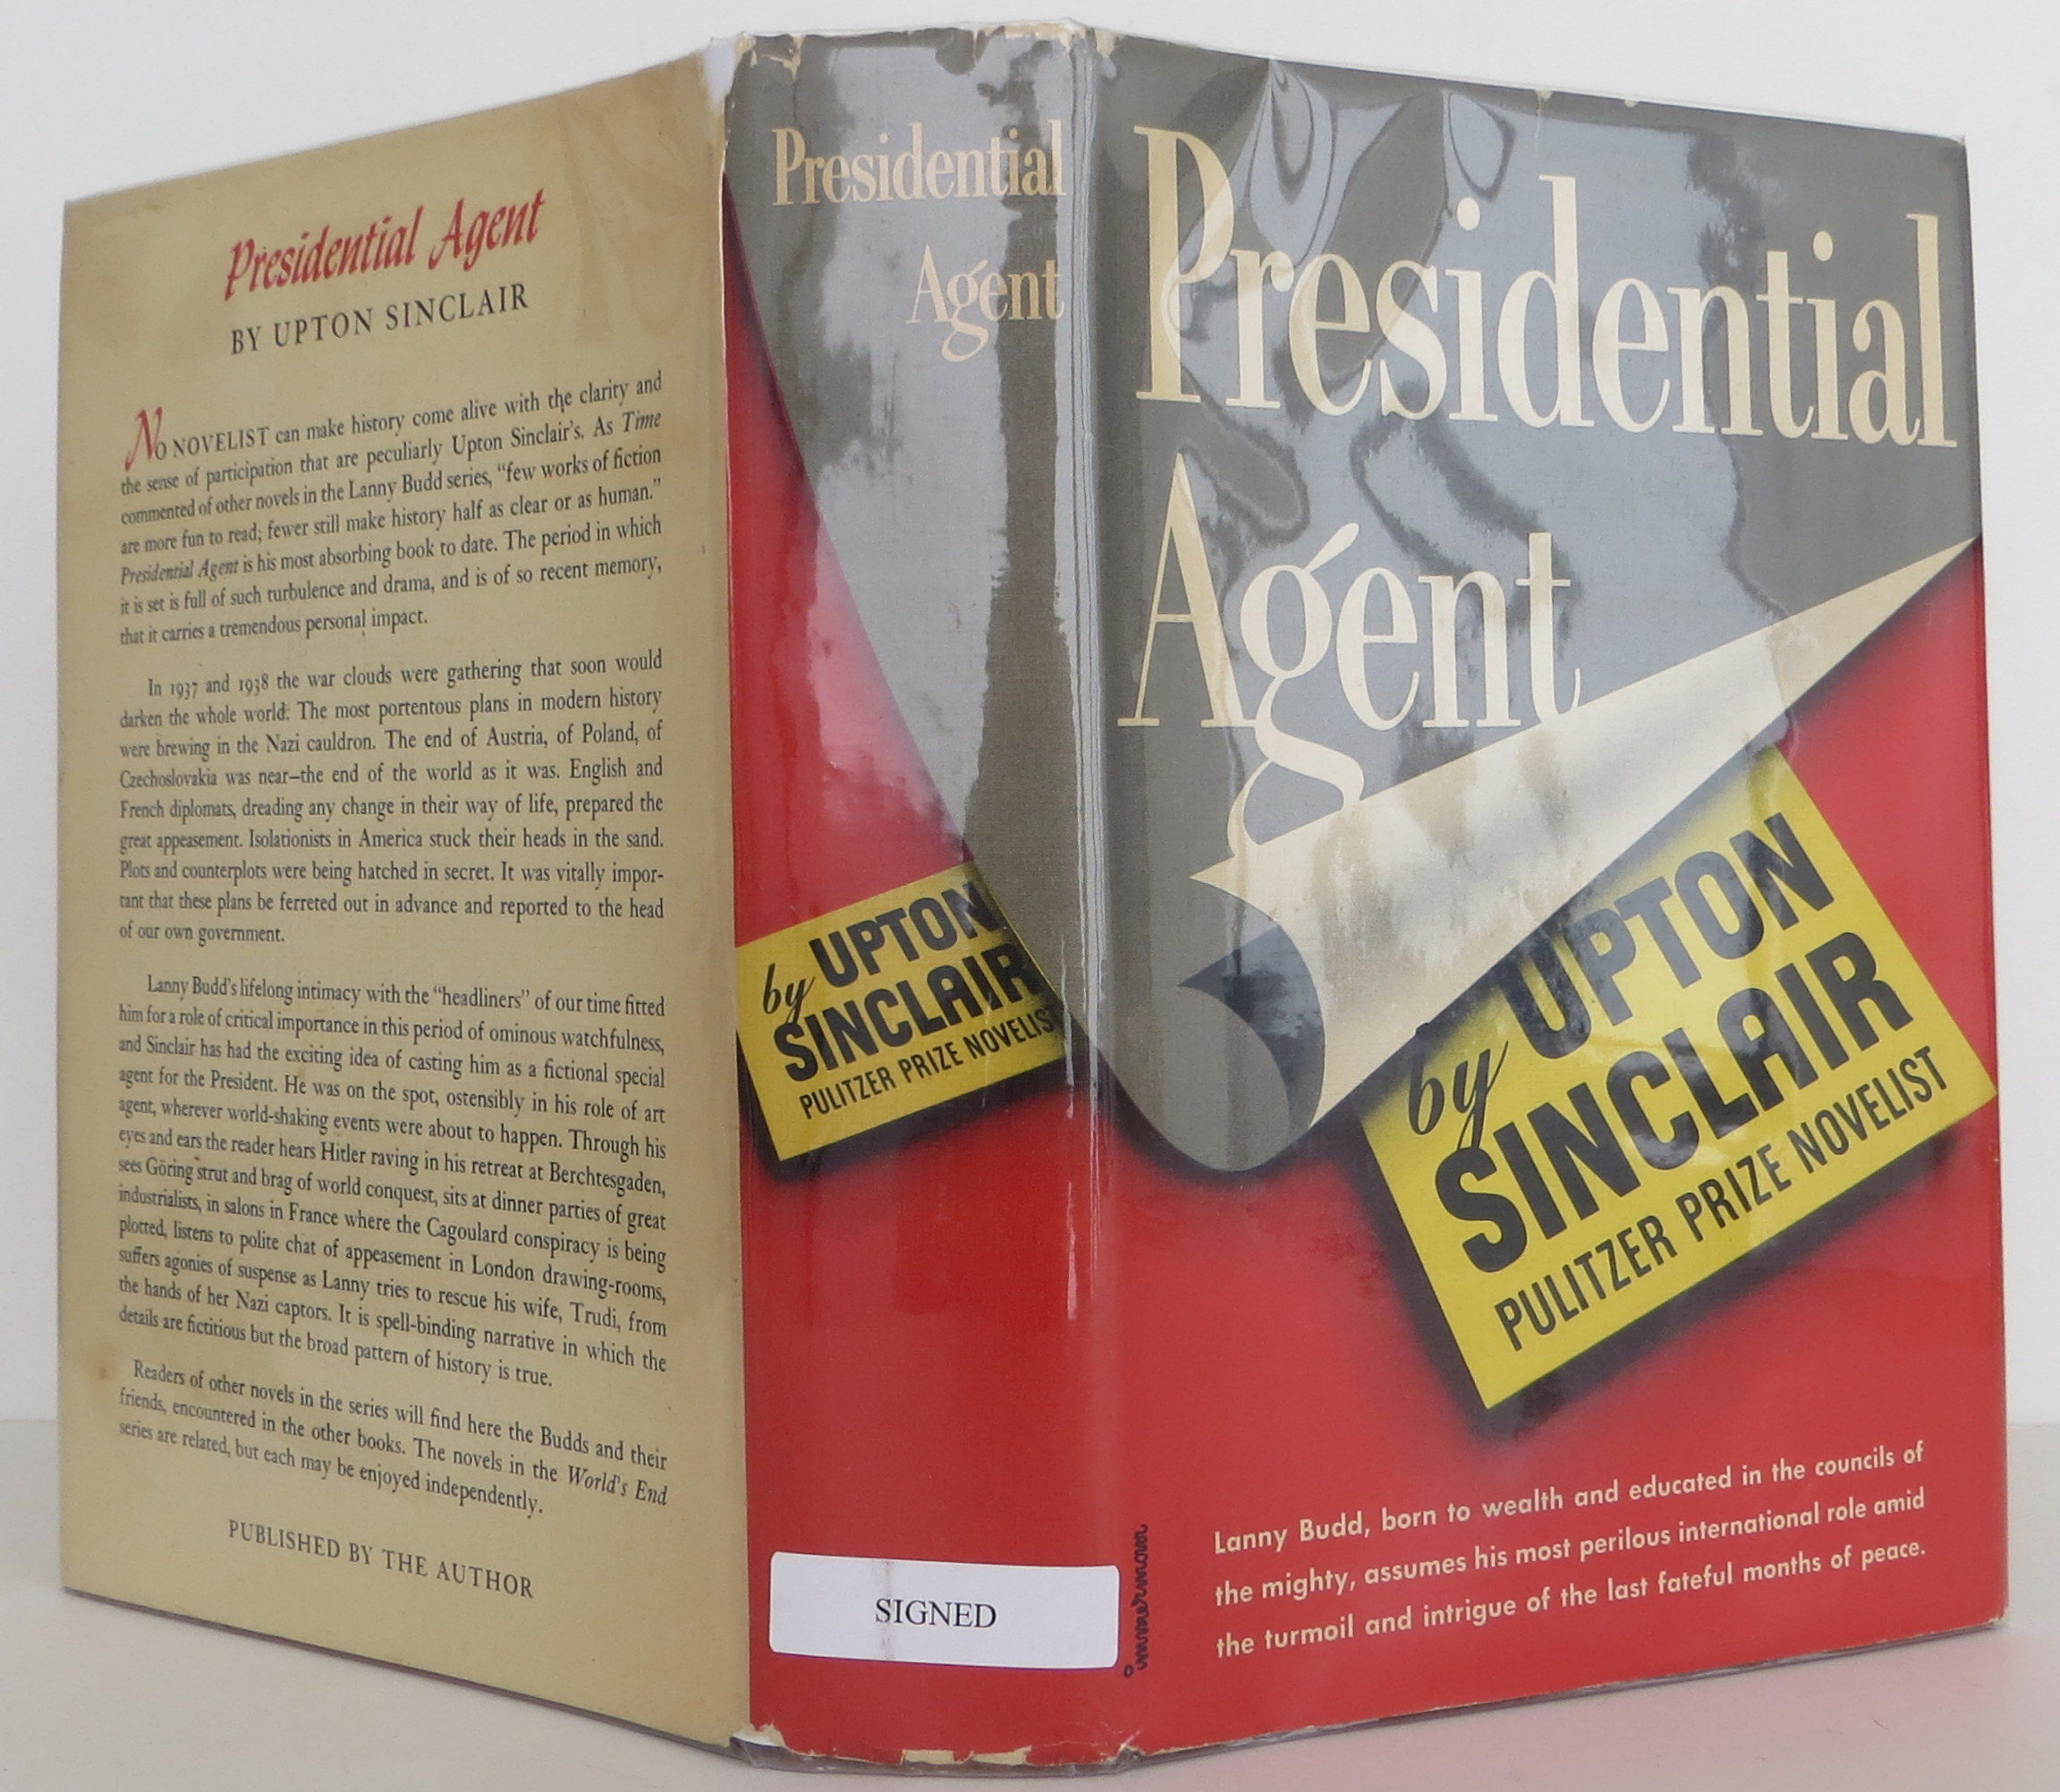 Presidential Agent
BY UPTON SINCLAIR
NO NOVELIST can make history come alive with the clarity and
the sense of participation that are peculiarly Upton Sinclair's. As Time
commented of other novels in the Lanny Budd series, "few works of fiction
are more fun to read; fewer still make history half as clear or as human."
Presidential Agent is his most absorbing book to date. The period in which
it is set is full of such turbulence and drama, and is of so recent memory,
that it carries a tremendous personal impact.
In 1937 and 1938 the war clouds were gathering that soon would
darken the whole world. The most portentous plans in modern history
were brewing in the Nazi cauldron. The end of Austria, of Poland, of
Czechoslovakia was near—the end of the world as it was. English and
French diplomats, dreading any change in their way of life, prepared the
great appeasement. Isolationists in America stuck their heads in the sand.
Plots and counterplots were being hatched in secret. It was vitally impor-
tant that these plans be ferreted out in advance and reported to the head
of our own government.
Lanny Budd's lifelong intimacy with the "headliners" of our time fitted
him for a role of critical importance in this period of ominous watchfulness,
and Sinclair has had the exciting idea of casting him as a fictional special
agent for the President. He was on the spot, ostensibly in his role of art
agent, wherever world-shaking events were about to happen. Through his
eyes and ears the reader hears Hitler raving in his retreat at Berchtesgaden,
sees Göring strut and brag of world conquest, sits at dinner parties of great
industrialists, in salons in France where the Cagoulard conspiracy is being
plotted, listens to polite chat of appeasement in London drawing-rooms,
suffers agonies of suspense as Lanny tries to rescue his wife, Trudi, from
the hands of her Nazi captors. It is spell-binding narrative in which the
details are fictitious but the broad pattern of history is true.
Readers of other novels in the series will find here the Budds and their
friends, encountered in the other books. The novels in the World's End
series are related, but each may be enjoyed independently.
PUBLISHED BY THE AUTHOR
Presidential
Agent
by UPTON
SINCLAIR
PULITZER PRIZE NOVELIST
SIGNED
Presidential
Agent
by UPTON
SINCLAIR
PULITZER PRIZE NOVELIST
Lanny Budd, born to wealth and educated in the councils of
the mighty, assumes his most perilous international role amid
the turmoil and intrigue of the last fateful months of peace.